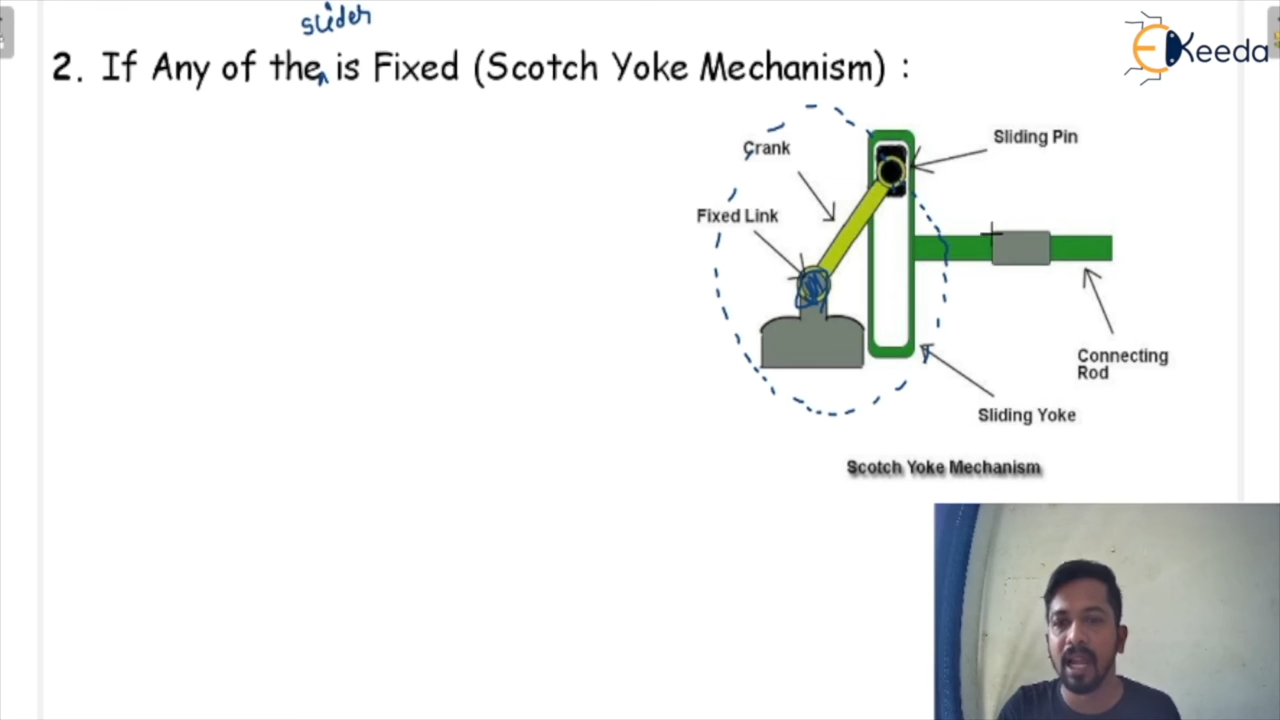 slider
2. If Any of the is Fixed (Scotch Yoke Mechanism) :
EKeeda
Crank
Sliding Pin
Fixed Link
Connecting
Rod
Sliding Yoke
Scotch Yoke Mechanism